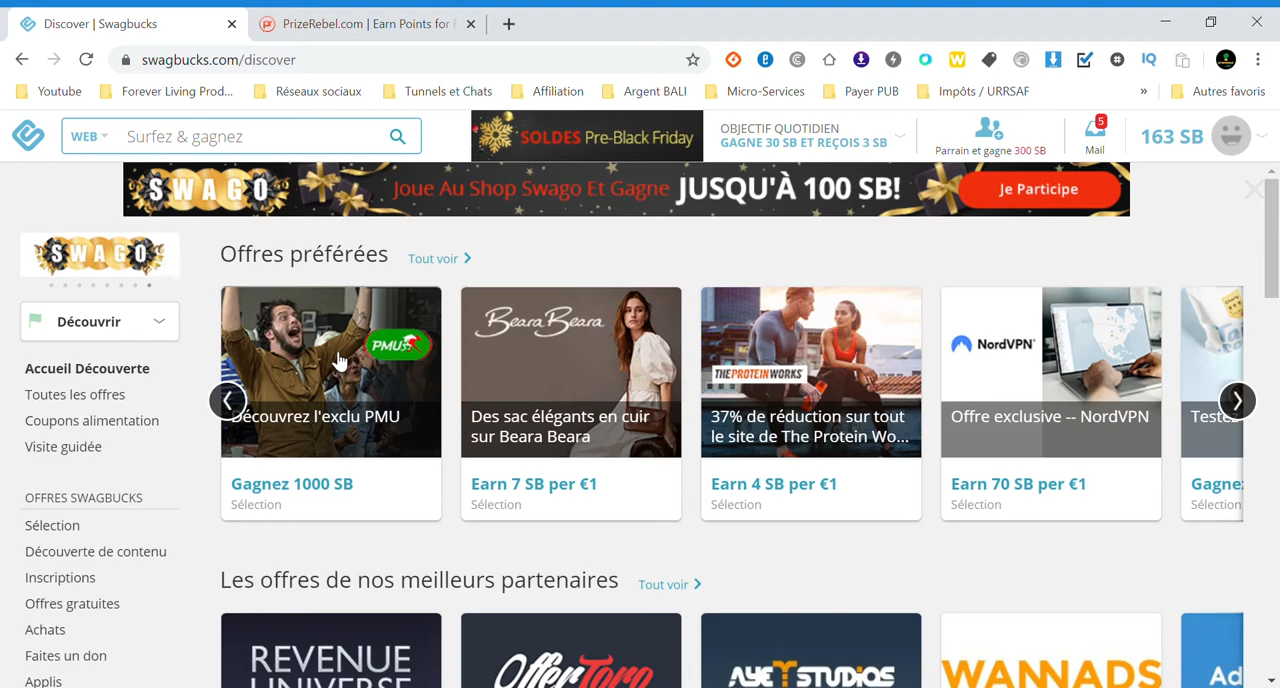 Discover | Swagbucks
PrizeRebel.com | Earn Points for F
swagbucks.com/discover
Youtube
Forever Living Prod...
Réseaux sociaux
Tunnels et Chats
Affiliation
Argent BALI
Micro-Services
Payer PUB
Impôts / URRSAF
»
Autres favoris
WEB
Surfez & gagnez
SOLDES Pre-Black Friday
OBJECTIF QUOTIDIEN
GAGNE 30 SB ET REÇOIS 3 SB
Parrain et gagne 300 SB
5
Mail
163 SB
SWAGO
Joue Au Shop Swago Et Gagne JUSQU'À 100 SB!
Je Participe
SWAGO
Découvrir
Accueil Découverte
Toutes les offres
Coupons alimentation
Visite guidée
OFFRES SWAGBUCKS
Sélection
Découverte de contenu
Inscriptions
Offres gratuites
Achats
Faites un don
Applis
Offres préférées
Tout voir
PMU
Découvrez l'exclu PMU
Gagnez 1000 SB
Sélection
Beara Beara
Des sac élégants en cuir
sur Beara Beara
Earn 7 SB per €1
Sélection
THE PROTEIN WORKS
37% de réduction sur tout
le site de The Protein Wo...
Earn 4 SB per €1
Sélection
NordVPN
Offre exclusive -- NordVPN
Earn 70 SB per €1
Sélection
Testez
Gagnez
Sélection
Les offres de nos meilleurs partenaires
Tout voir
REVENUE
UNIVERSE
OfferToro
AYET STUDIOS
WANNADS
Ad